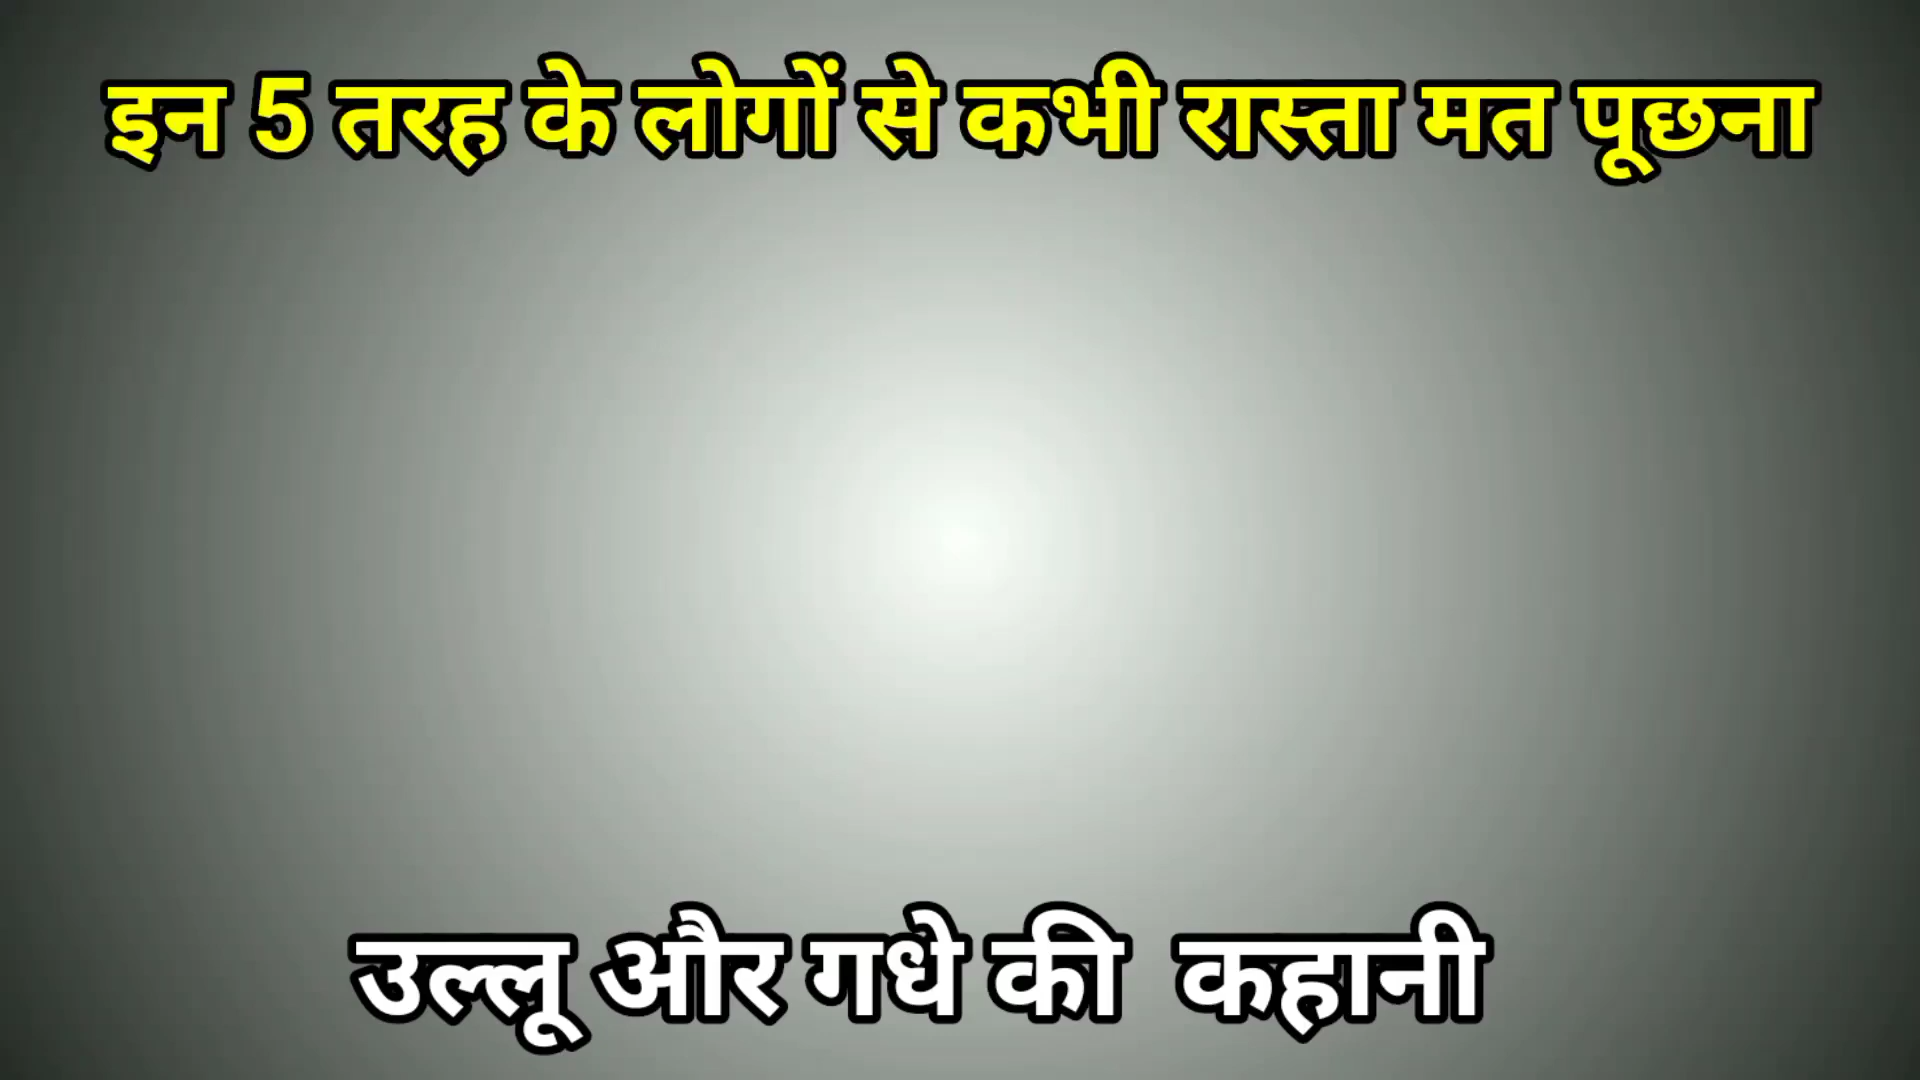 इन 5 तरह के लोगों से कभी रास्ता मत पूछना
उल्लू और गधे की कहानी